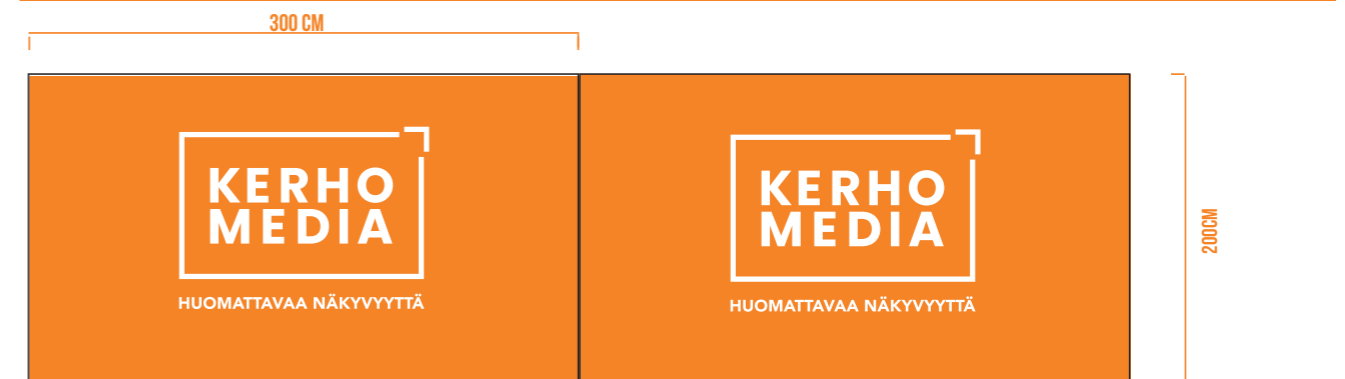 300 CM
KERHO
MEDIA
HUOMATTAVAA NÄKYVYYTTÄ
KERHO
MEDIA
HUOMATTAVAA NÄKYVYYTTÄ
200CM